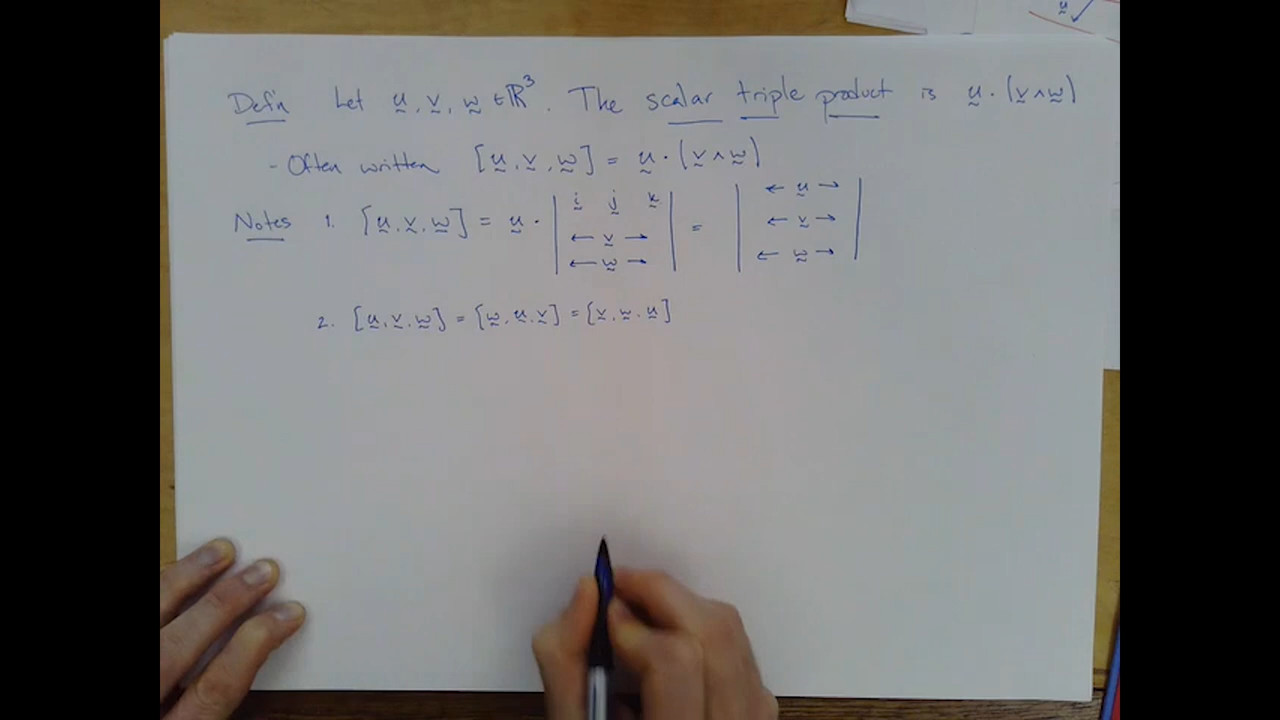 Defn Let u, v, w ∈ ℝ³. The scalar triple product is u · (v ∧ w)
- Often written [u, v, w] = u · (v ∧ w)
Notes 1. [u, v, w] = u · | i j k | = | ← u → |
| ← v → | | ← v → |
| ← w → | | ← w → |
2. [u, v, w] = [w, u, v] = [v, w, u]
u